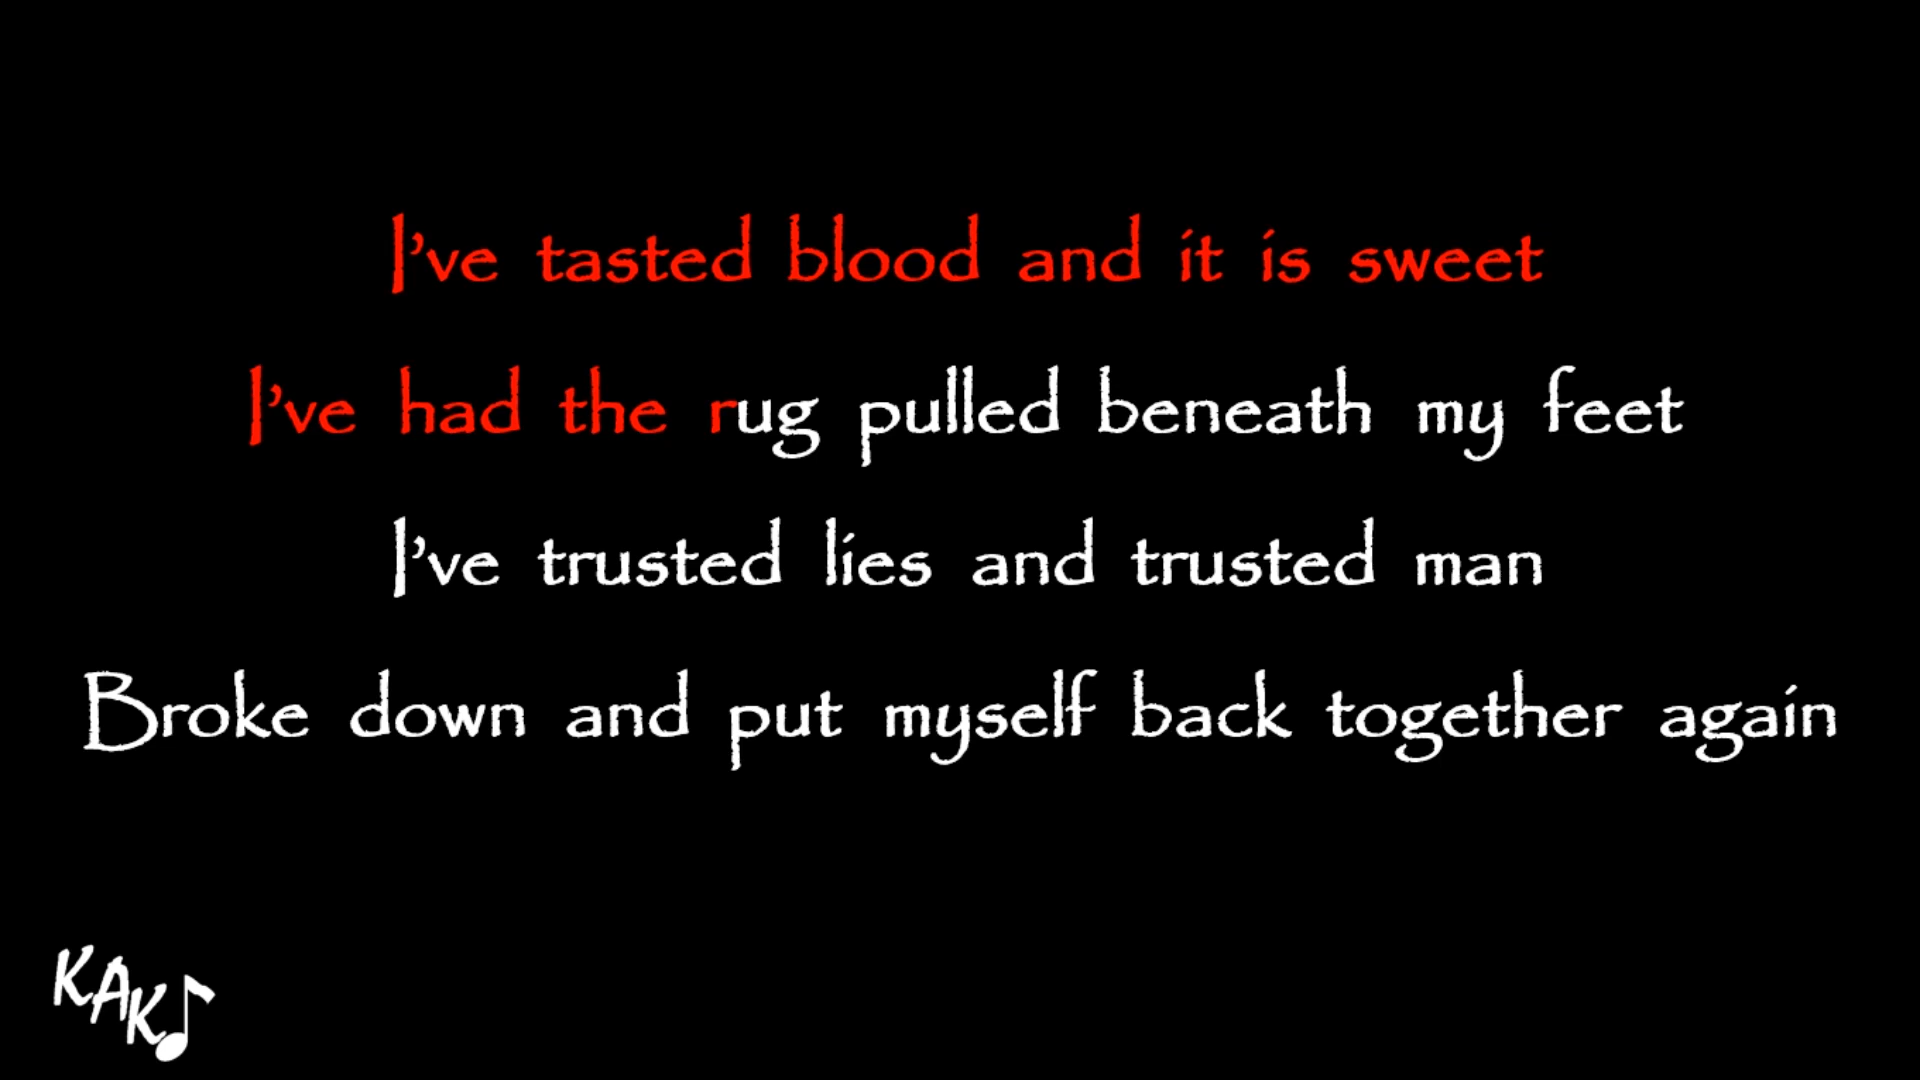 I’ve tasted blood and it is sweet
I’ve had the rug pulled beneath my feet
I’ve trusted lies and trusted man
Broke down and put myself back together again
KAK